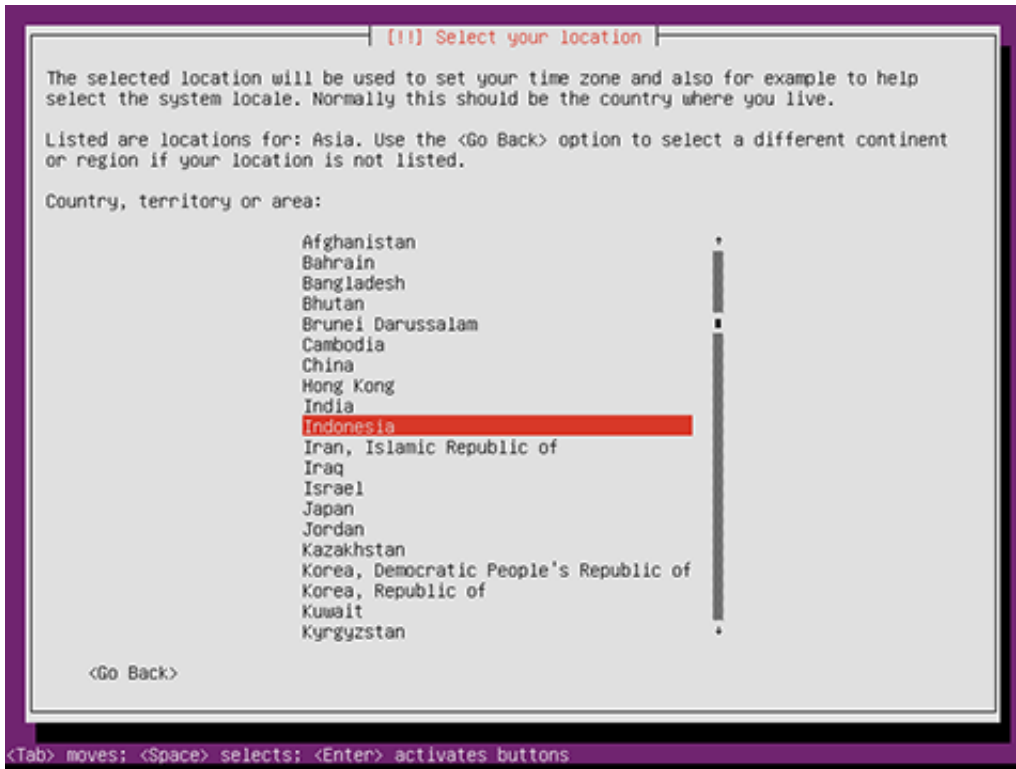 [!!] Select your location
The selected location will be used to set your time zone and also for example to help
select the system locale. Normally this should be the country where you live.
Listed are locations for: Asia. Use the <Go Back> option to select a different continent
or region if your location is not listed.
Country, territory or area:
Afghanistan
Bahrain
Bangladesh
Bhutan
Brunei Darussalam
Cambodia
China
Hong Kong
India
Indonesia
Iran, Islamic Republic of
Iraq
Israel
Japan
Jordan
Kazakhstan
Korea, Democratic People's Republic of
Korea, Republic of
Kuwait
Kyrgyzstan
<Go Back>
<Tab> moves; <Space> selects; <Enter> activates buttons